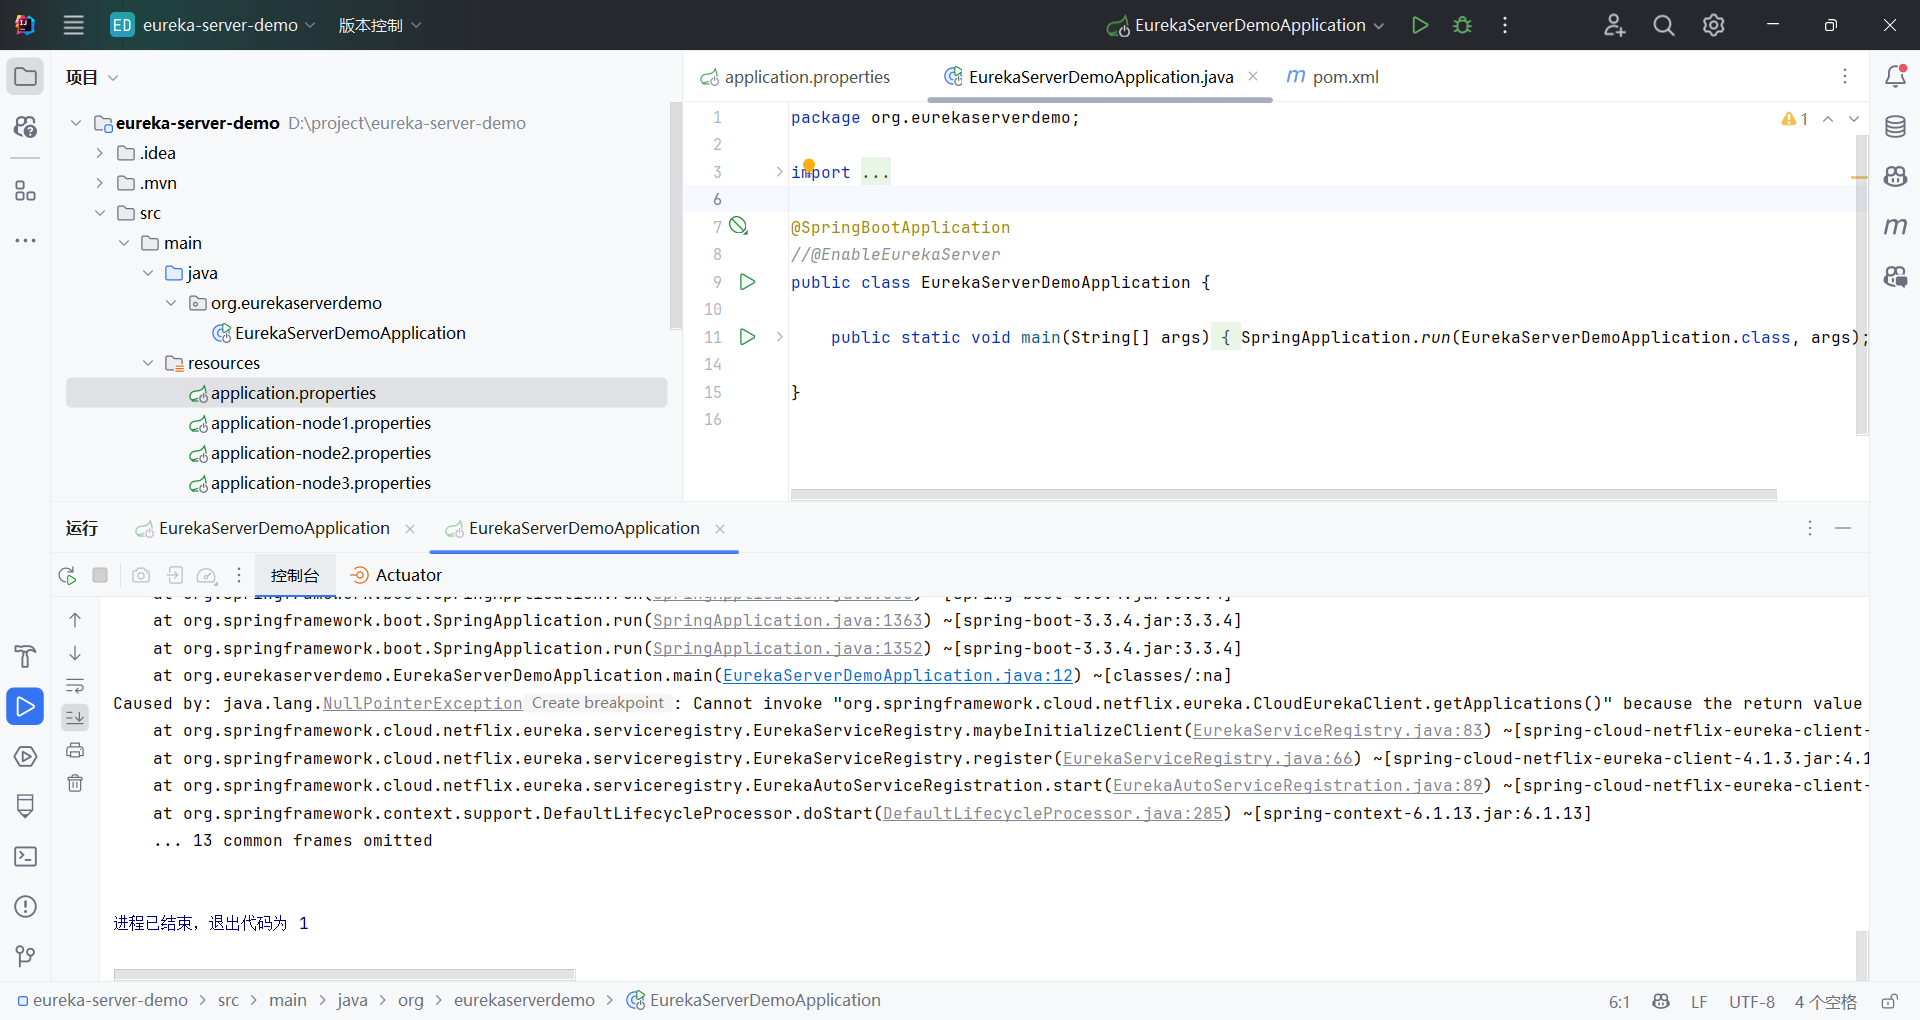 ED eureka-server-demo 版本控制 EurekaServerDemoApplication
项目
eureka-server-demo D:\project\eureka-server-demo
.idea
.mvn
src
main
java
org.eurekaserverdemo
EurekaServerDemoApplication
resources
application.properties
application-node1.properties
application-node2.properties
application-node3.properties
application.properties EurekaServerDemoApplication.java m pom.xml
1 package org.eurekaserverdemo;
2
3 import ...
6
7 @SpringBootApplication
8 //@EnableEurekaServer
9 public class EurekaServerDemoApplication {
10
11 public static void main(String[] args) { SpringApplication.run(EurekaServerDemoApplication.class, args);
14
15 }
16
1
m
运行 EurekaServerDemoApplication EurekaServerDemoApplication
控制台 Actuator
at org.springframework.boot.SpringApplication.run(SpringApplication.java:1363) ~[spring-boot-3.3.4.jar:3.3.4]
at org.springframework.boot.SpringApplication.run(SpringApplication.java:1352) ~[spring-boot-3.3.4.jar:3.3.4]
at org.eurekaserverdemo.EurekaServerDemoApplication.main(EurekaServerDemoApplication.java:12) ~[classes/:na]
Caused by: java.lang.NullPointerException Create breakpoint : Cannot invoke "org.springframework.cloud.netflix.eureka.CloudEurekaClient.getApplications()" because the return value
at org.springframework.cloud.netflix.eureka.serviceregistry.EurekaServiceRegistry.maybeInitializeClient(EurekaServiceRegistry.java:83) ~[spring-cloud-netflix-eureka-client-
at org.springframework.cloud.netflix.eureka.serviceregistry.EurekaServiceRegistry.register(EurekaServiceRegistry.java:66) ~[spring-cloud-netflix-eureka-client-4.1.3.jar:4.1
at org.springframework.cloud.netflix.eureka.serviceregistry.EurekaAutoServiceRegistration.start(EurekaAutoServiceRegistration.java:89) ~[spring-cloud-netflix-eureka-client-
at org.springframework.context.support.DefaultLifecycleProcessor.doStart(DefaultLifecycleProcessor.java:285) ~[spring-context-6.1.13.jar:6.1.13]
... 13 common frames omitted
进程已结束，退出代码为 1
eureka-server-demo > src > main > java > org > eurekaserverdemo > EurekaServerDemoApplication
6:1 LF UTF-8 4 个空格